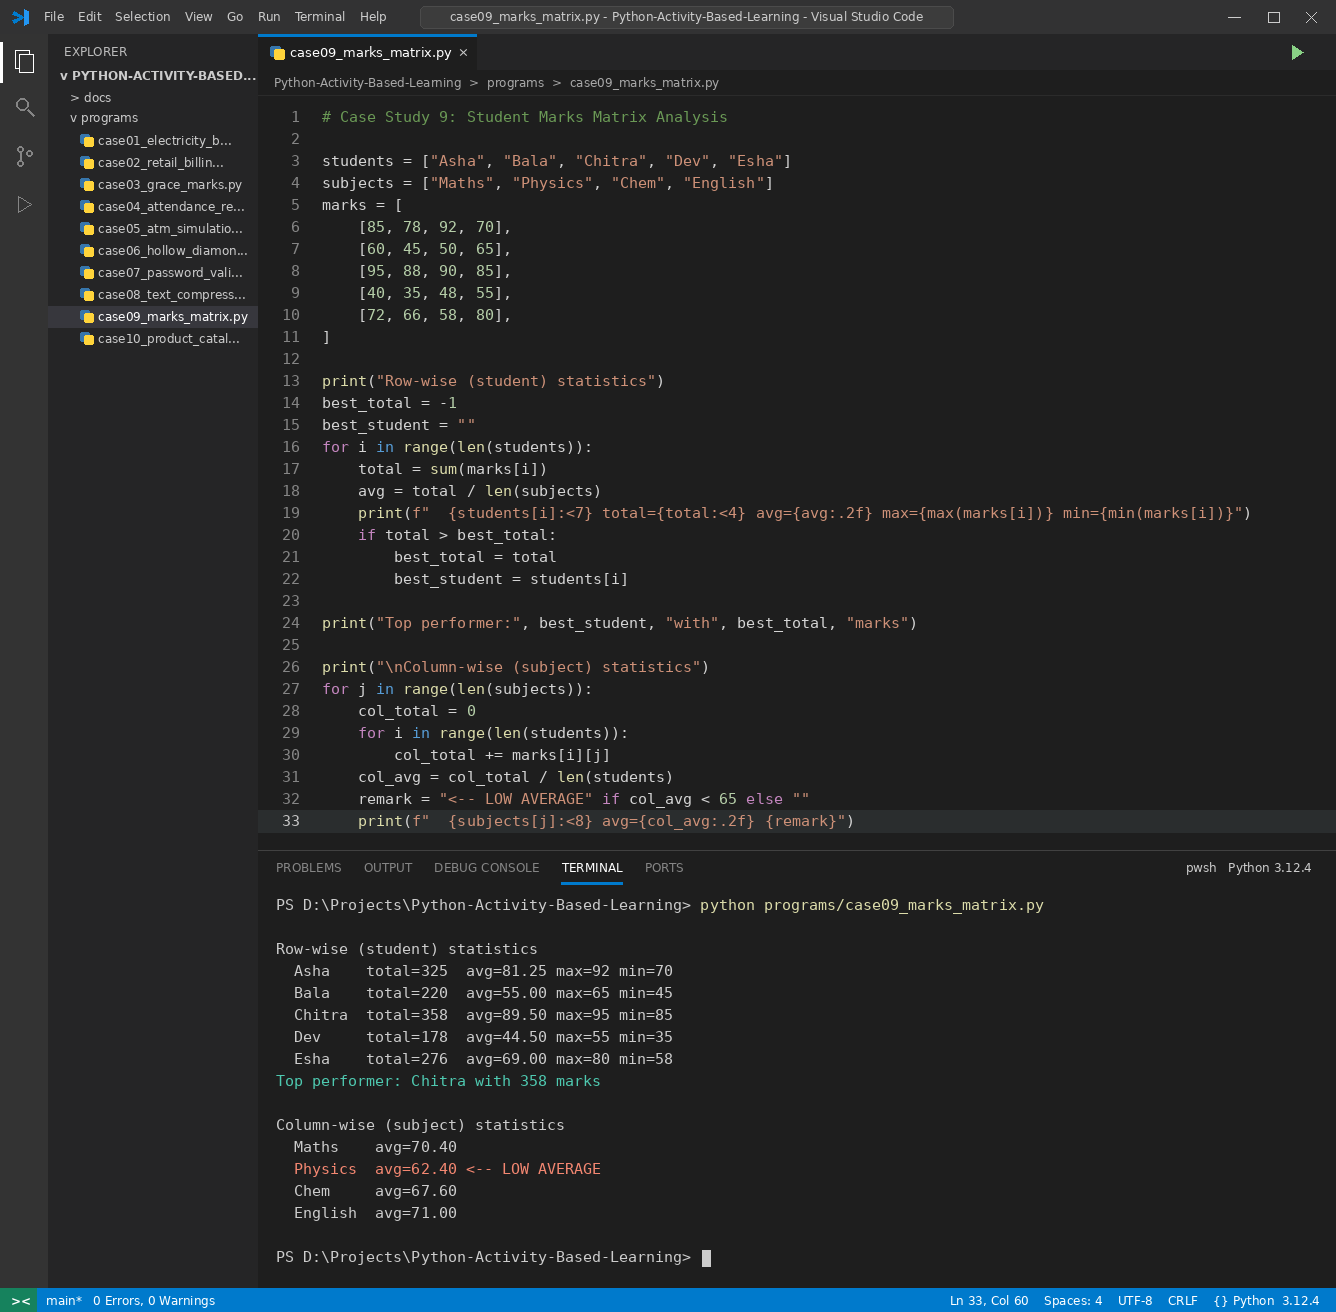 File Edit Selection View Go Run Terminal Help
case09_marks_matrix.py - Python-Activity-Based-Learning - Visual Studio Code
EXPLORER
v PYTHON-ACTIVITY-BASED...
> docs
v programs
case01_electricity_b...
case02_retail_billin...
case03_grace_marks.py
case04_attendance_re...
case05_atm_simulatio...
case06_hollow_diamon...
case07_password_vali...
case08_text_compress...
case09_marks_matrix.py
case10_product_catal...
case09_marks_matrix.py ×
Python-Activity-Based-Learning > programs > case09_marks_matrix.py
1 # Case Study 9: Student Marks Matrix Analysis
2
3 students = ["Asha", "Bala", "Chitra", "Dev", "Esha"]
4 subjects = ["Maths", "Physics", "Chem", "English"]
5 marks = [
6     [85, 78, 92, 70],
7     [60, 45, 50, 65],
8     [95, 88, 90, 85],
9     [40, 35, 48, 55],
10     [72, 66, 58, 80],
11 ]
12
13 print("Row-wise (student) statistics")
14 best_total = -1
15 best_student = ""
16 for i in range(len(students)):
17     total = sum(marks[i])
18     avg = total / len(subjects)
19     print(f"  {students[i]:<7} total={total:<4} avg={avg:.2f} max={max(marks[i])} min={min(marks[i])}")
20     if total > best_total:
21         best_total = total
22         best_student = students[i]
23
24 print("Top performer:", best_student, "with", best_total, "marks")
25
26 print("\nColumn-wise (subject) statistics")
27 for j in range(len(subjects)):
28     col_total = 0
29     for i in range(len(students)):
30         col_total += marks[i][j]
31     col_avg = col_total / len(students)
32     remark = "<-- LOW AVERAGE" if col_avg < 65 else ""
33     print(f"  {subjects[j]:<8} avg={col_avg:.2f} {remark}")
PROBLEMS OUTPUT DEBUG CONSOLE TERMINAL PORTS pwsh Python 3.12.4
PS D:\Projects\Python-Activity-Based-Learning> python programs/case09_marks_matrix.py
Row-wise (student) statistics
  Asha    total=325  avg=81.25 max=92 min=70
  Bala    total=220  avg=55.00 max=65 min=45
  Chitra  total=358  avg=89.50 max=95 min=85
  Dev     total=178  avg=44.50 max=55 min=35
  Esha    total=276  avg=69.00 max=80 min=58
Top performer: Chitra with 358 marks
Column-wise (subject) statistics
  Maths    avg=70.40
  Physics  avg=62.40 <-- LOW AVERAGE
  Chem     avg=67.60
  English  avg=71.00
PS D:\Projects\Python-Activity-Based-Learning>
>< main* 0 Errors, 0 Warnings Ln 33, Col 60 Spaces: 4 UTF-8 CRLF {} Python 3.12.4